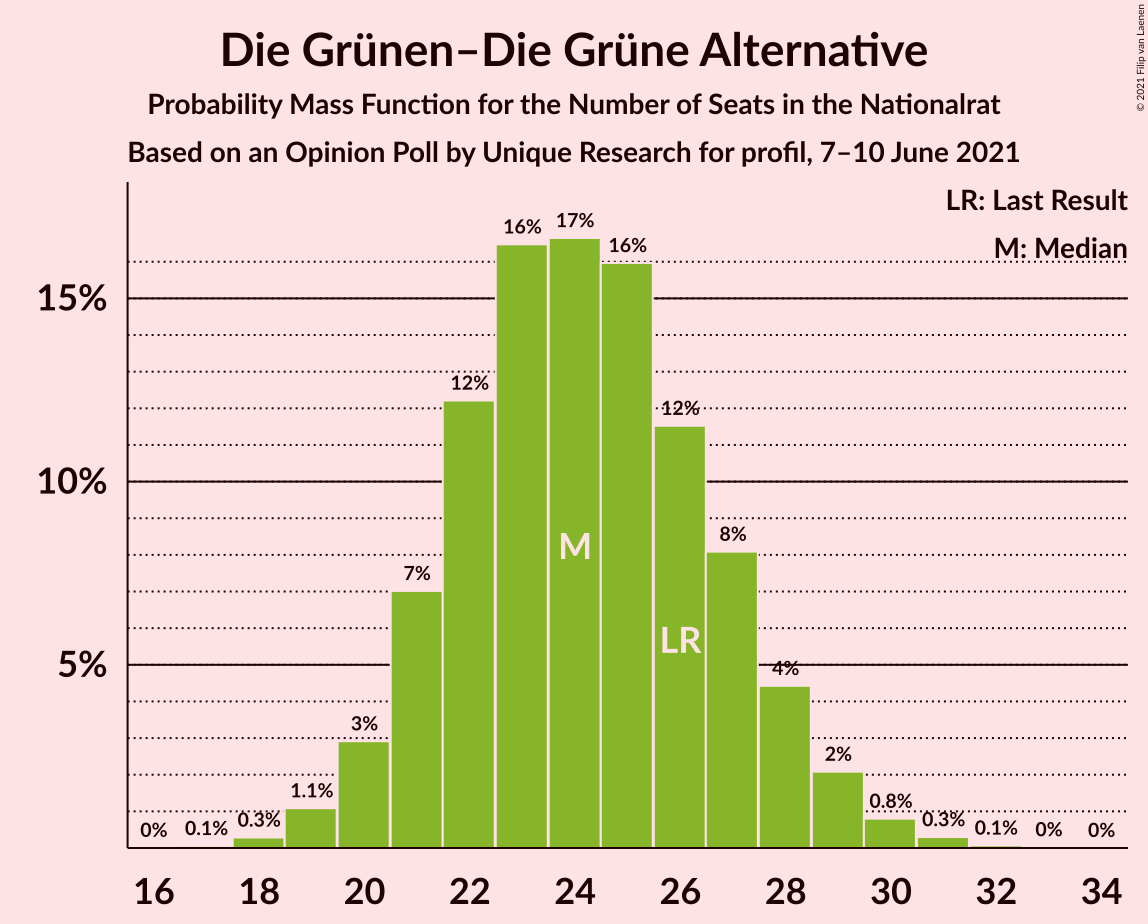 Die Grünen–Die Grüne Alternative
Probability Mass Function for the Number of Seats in the Nationalrat
Based on an Opinion Poll by Unique Research for profil, 7–10 June 2021
© 2021 Filip van Laenen
LR: Last Result
M: Median
15%
10%
5%
0%
0.1%
0.3%
1.1%
3%
7%
12%
16%
17%
16%
12%
8%
4%
2%
0.8%
0.3%
0.1%
0%
0%
M
LR
16 18 20 22 24 26 28 30 32 34